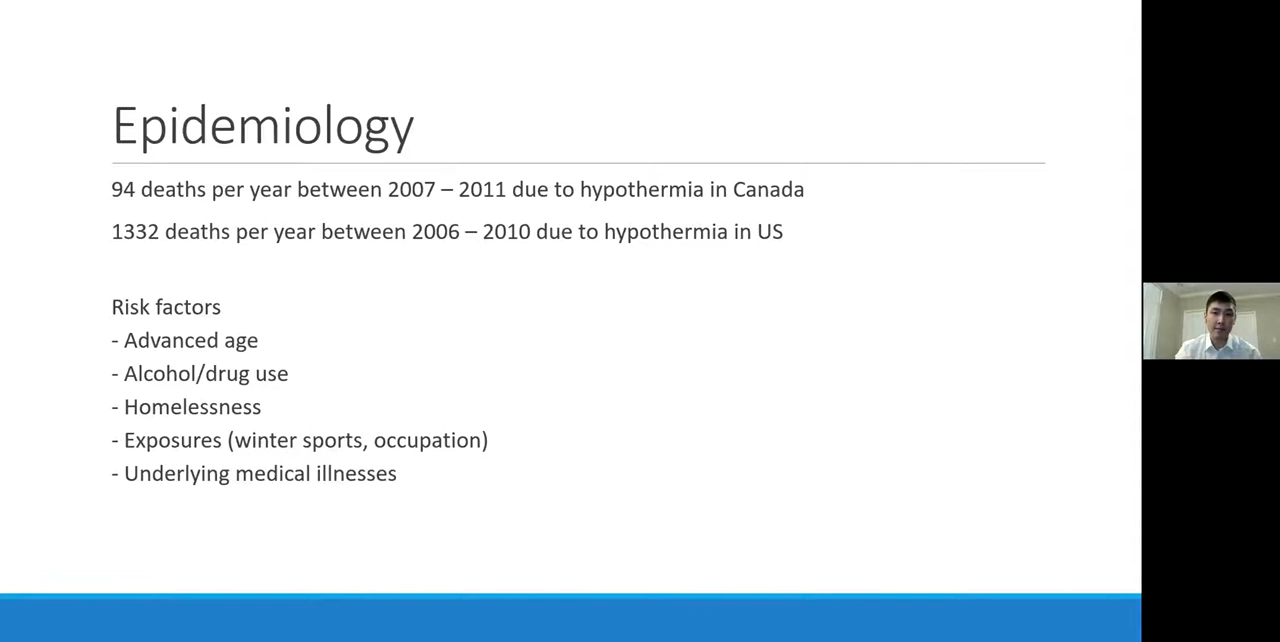 Epidemiology
94 deaths per year between 2007 – 2011 due to hypothermia in Canada
1332 deaths per year between 2006 – 2010 due to hypothermia in US
Risk factors
- Advanced age
- Alcohol/drug use
- Homelessness
- Exposures (winter sports, occupation)
- Underlying medical illnesses